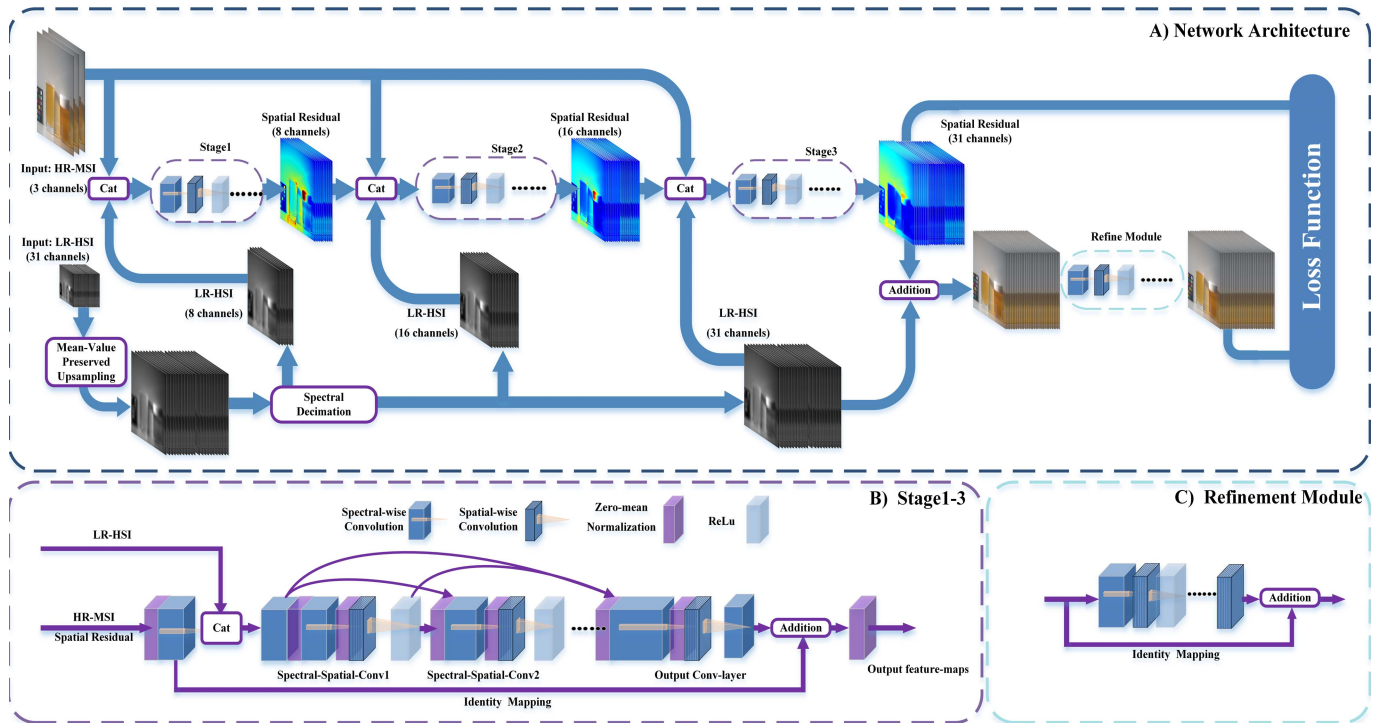 A) Network Architecture
Input: HR-MSI
(3 channels)
Cat
Stage1
Spatial Residual
(8 channels)
Cat
Stage2
Spatial Residual
(16 channels)
Cat
Stage3
Spatial Residual
(31 channels)
Loss Function
Input: LR-HSI
(31 channels)
LR-HSI
(8 channels)
LR-HSI
(16 channels)
LR-HSI
(31 channels)
Addition
Refine Module
Mean-Value
Preserved
Upsampling
Spectral
Decimation
B) Stage1-3
Spectral-wise
Convolution
Spatial-wise
Convolution
Zero-mean
Normalization
ReLu
LR-HSI
HR-MSI
Spatial Residual
Cat
Addition
Spectral-Spatial-Conv1
Spectral-Spatial-Conv2
Output Conv-layer
Output feature-maps
Identity Mapping
C) Refinement Module
Addition
Identity Mapping